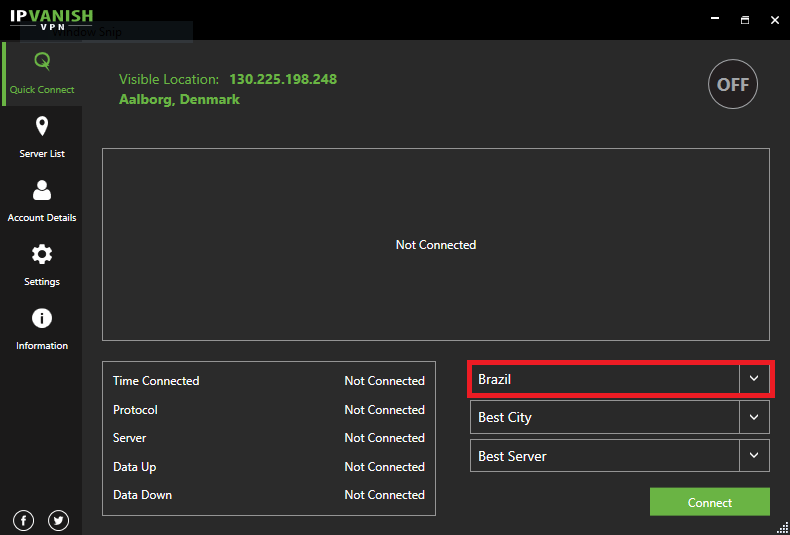 IPVANISH
VPN
Window Snip
Quick Connect
Server List
Account Details
Settings
Information
Visible Location: 130.225.198.248
Aalborg, Denmark
OFF
Not Connected
Time Connected Not Connected
Protocol Not Connected
Server Not Connected
Data Up Not Connected
Data Down Not Connected
Brazil
Best City
Best Server
Connect